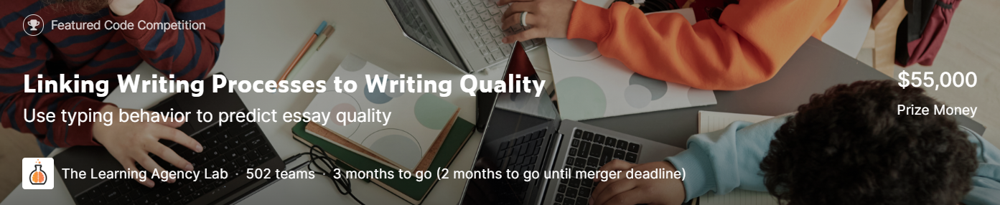 Featured Code Competition
Linking Writing Processes to Writing Quality
$55,000
Use typing behavior to predict essay quality
Prize Money
The Learning Agency Lab · 502 teams · 3 months to go (2 months to go until merger deadline)